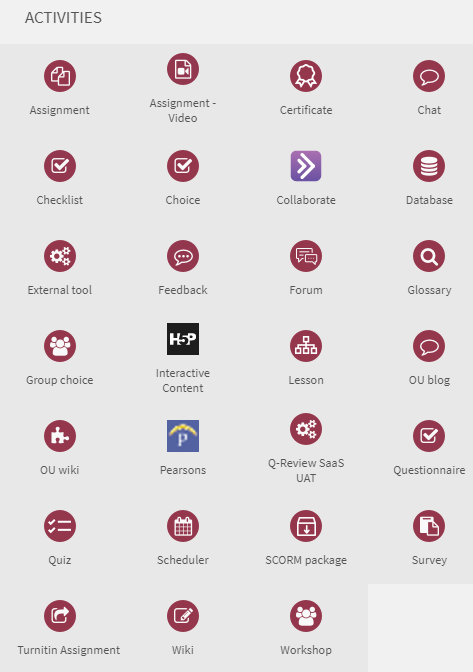 ACTIVITIES
Assignment
Assignment -
Video
Certificate
Chat
Checklist
Choice
Collaborate
Database
External tool
Feedback
Forum
Glossary
Group choice
H5P
Interactive
Content
Lesson
OU blog
OU wiki
P
Pearsons
Q-Review SaaS
UAT
Questionnaire
Quiz
Scheduler
SCORM package
Survey
Turnitin Assignment
Wiki
Workshop